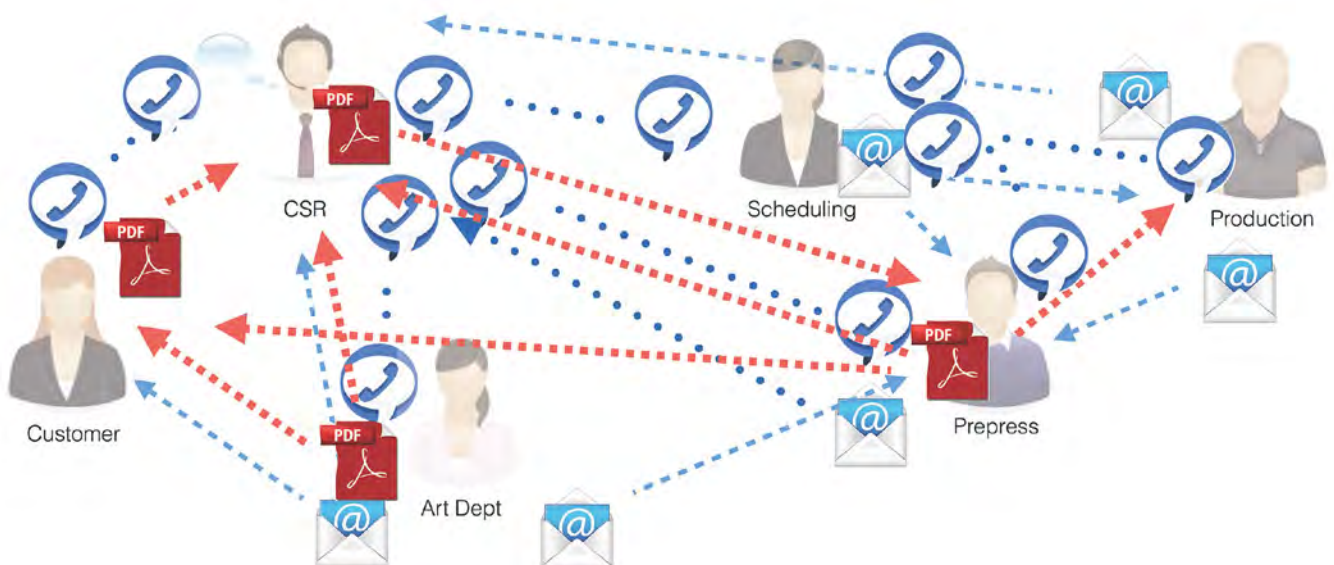 PDF
@
CSR
Scheduling
@
Production
PDF
@
Customer
PDF
Prepress
@
PDF
Art Dept
@
@